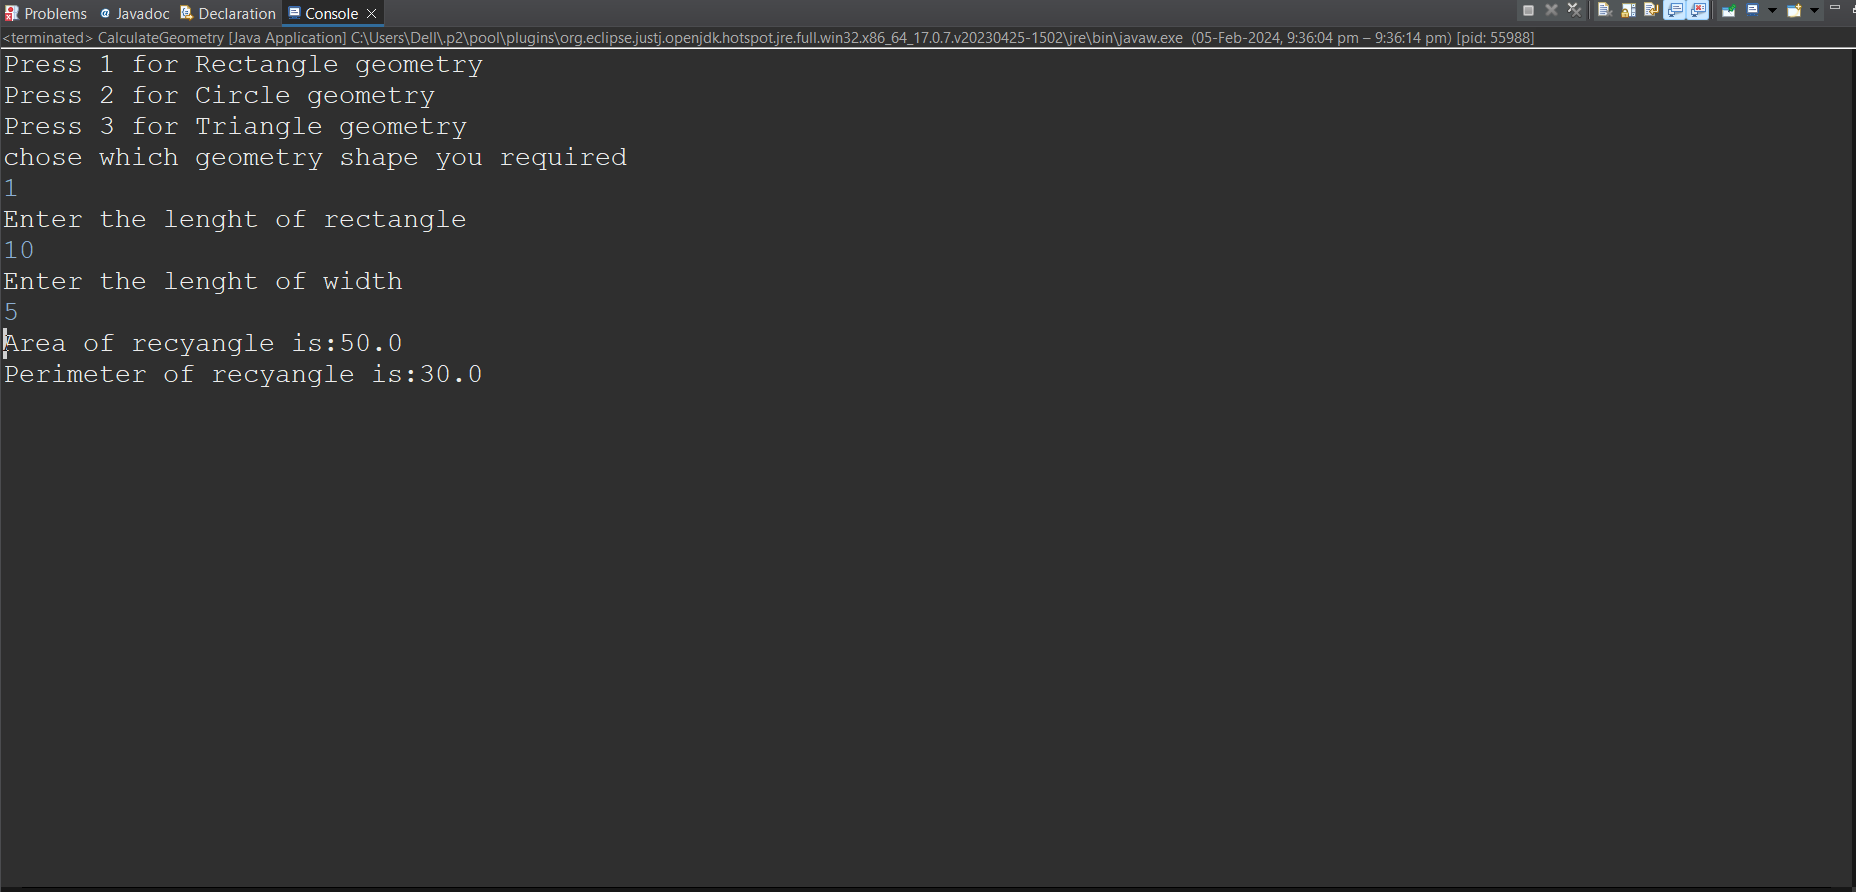 Problems Javadoc Declaration Console
<terminated> CalculateGeometry [Java Application] C:\Users\Dell\.p2\pool\plugins\org.eclipse.justj.openjdk.hotspot.jre.full.win32.x86_64_17.0.7.v20230425-1502\jre\bin\javaw.exe (05-Feb-2024, 9:36:04 pm – 9:36:14 pm) [pid: 55988]
Press 1 for Rectangle geometry
Press 2 for Circle geometry
Press 3 for Triangle geometry
chose which geometry shape you required
1
Enter the lenght of rectangle
10
Enter the lenght of width
5
Area of recyangle is:50.0
Perimeter of recyangle is:30.0